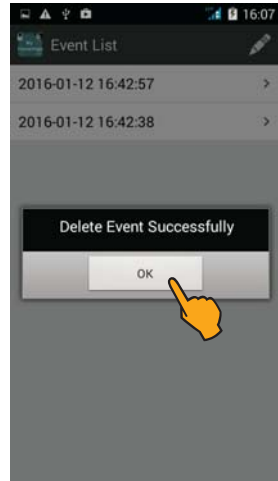 16:07
Event List
2016-01-12 16:42:57
2016-01-12 16:42:38
Delete Event Successfully
OK